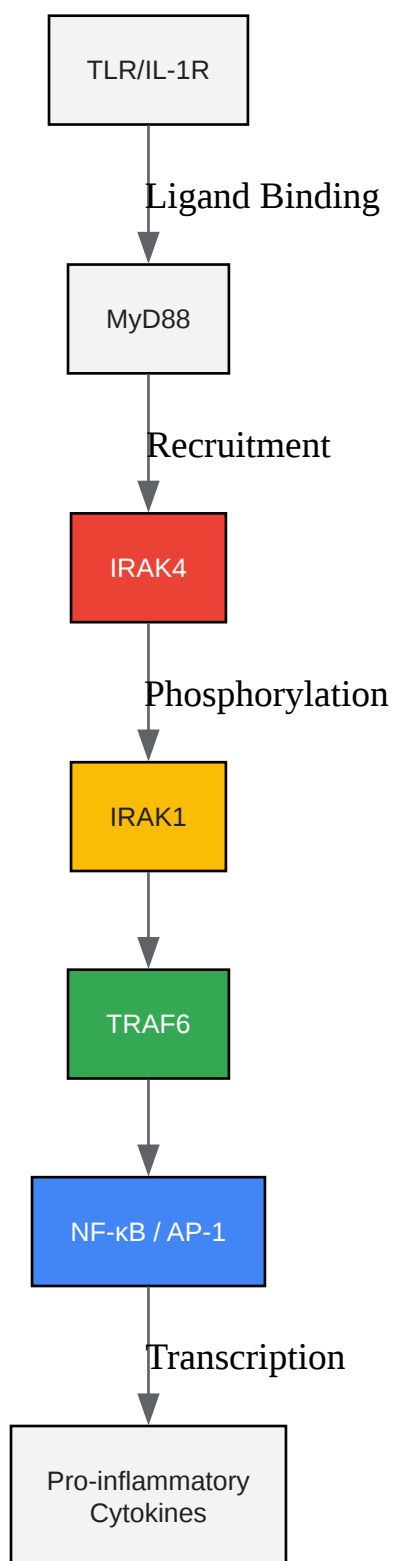 TLR/IL-1R
Ligand Binding
MyD88
Recruitment
IRAK4
Phosphorylation
IRAK1
TRAF6
NF-κB / AP-1
Transcription
Pro-inflammatory
Cytokines